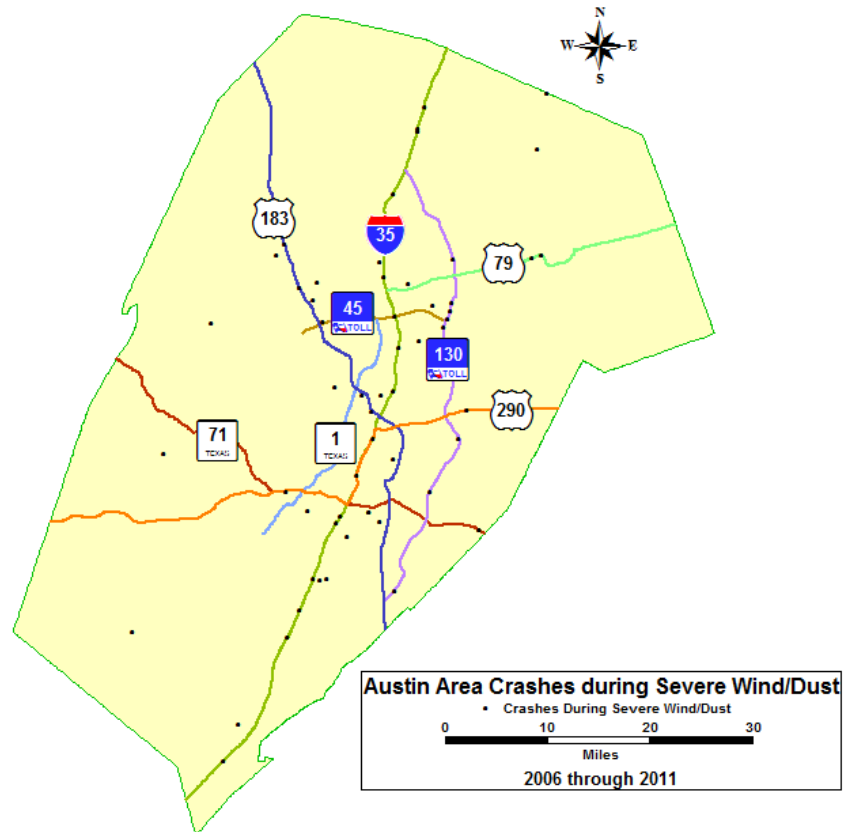 N
W E
S
183
35
79
45
TOLL
130
TOLL
290
71
TEXAS
1
TEXAS
Austin Area Crashes during Severe Wind/Dust
Crashes During Severe Wind/Dust
0 10 20 30
Miles
2006 through 2011